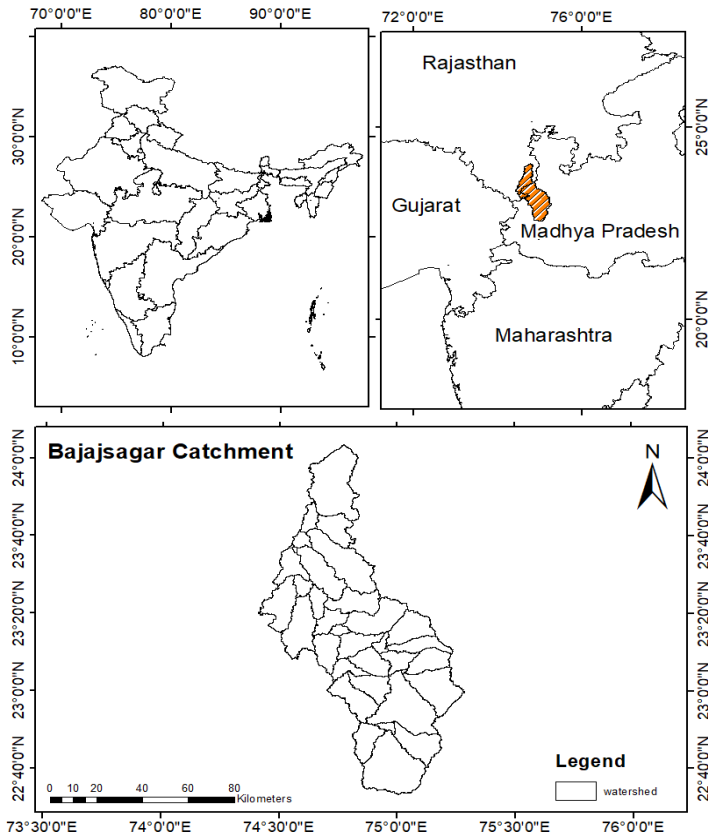 70°0'0"E 80°0'0"E 90°0'0"E
30°0'0"N
20°0'0"N
10°0'0"N
72°0'0"E 76°0'0"E
Rajasthan
25°0'0"N
Gujarat
Madhya Pradesh
20°0'0"N
Maharashtra
Bajajsagar Catchment
N
24°0'0"N 24°0'0"N
23°40'0"N 23°40'0"N
23°20'0"N 23°20'0"N
23°0'0"N 23°0'0"N
22°40'0"N 22°40'0"N
Legend
watershed
0 10 20 40 60 80
Kilometers
73°30'0"E 74°0'0"E 74°30'0"E 75°0'0"E 75°30'0"E 76°0'0"E